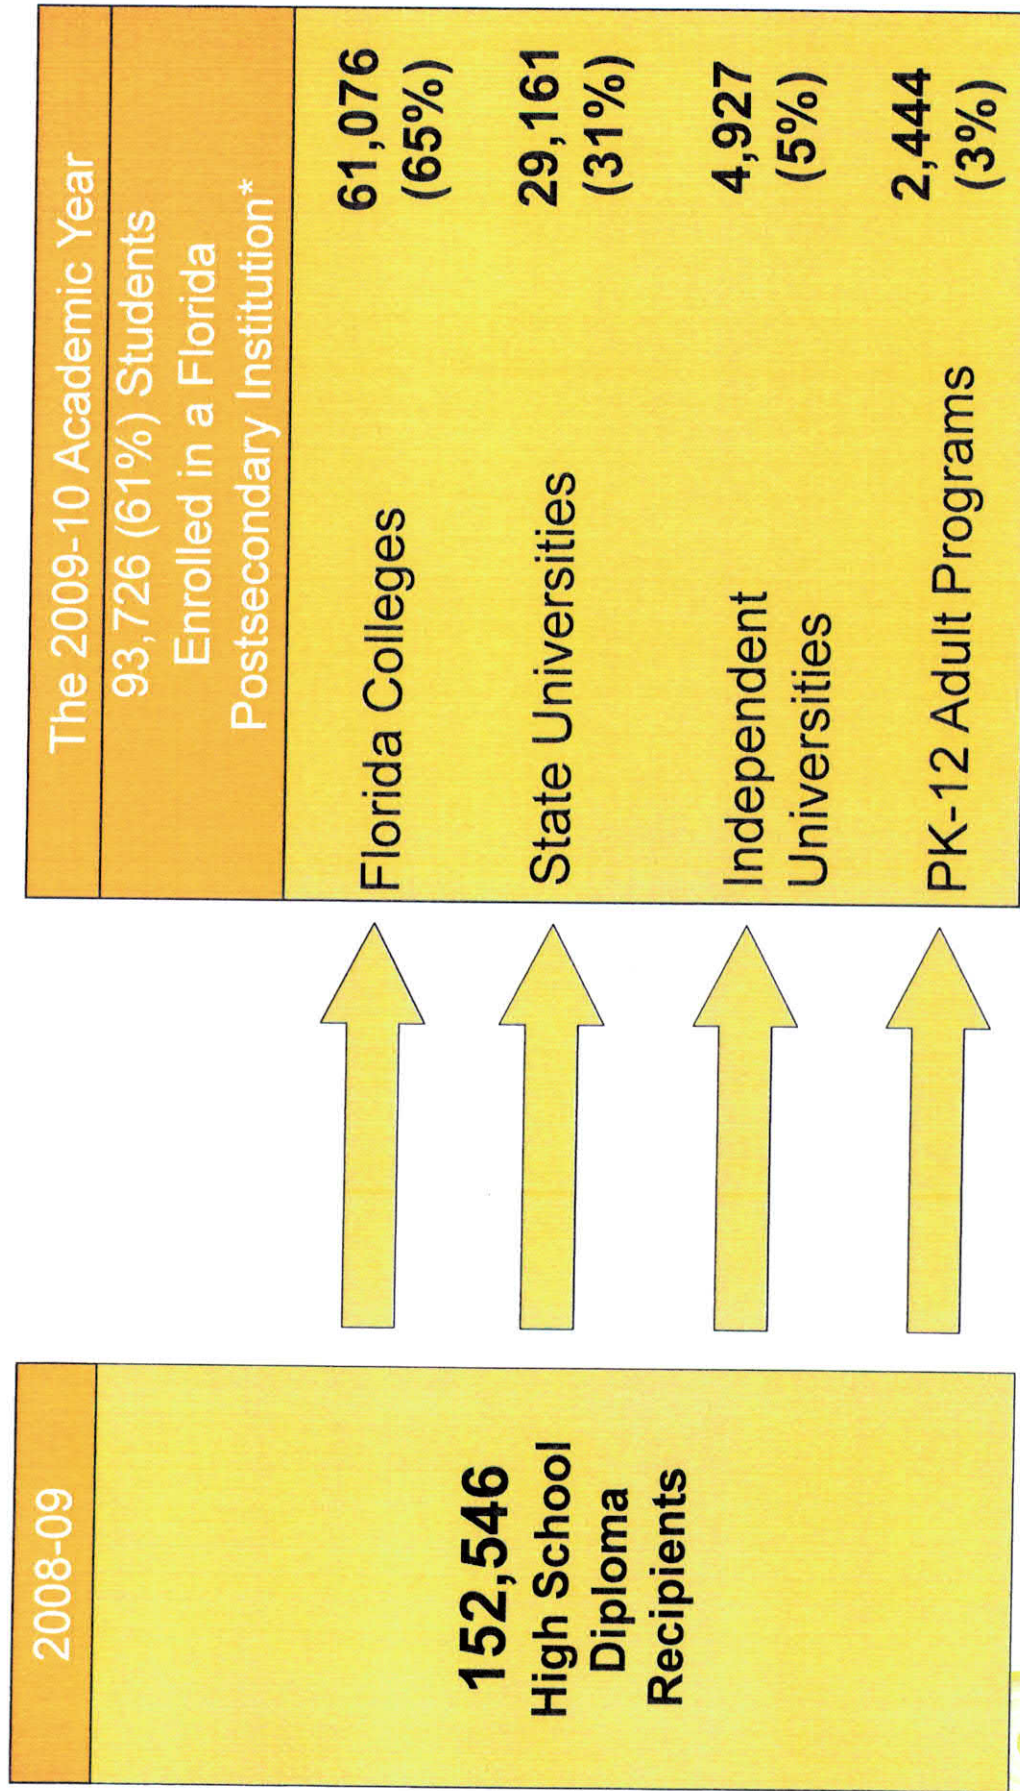 2008-09
152,546
High School
Diploma
Recipients
The 2009-10 Academic Year
93,726 (61%) Students
Enrolled in a Florida
Postsecondary Institution*
Florida Colleges
61,076
(65%)
State Universities
29,161
(31%)
Independent
Universities
4,927
(5%)
PK-12 Adult Programs
2,444
(3%)